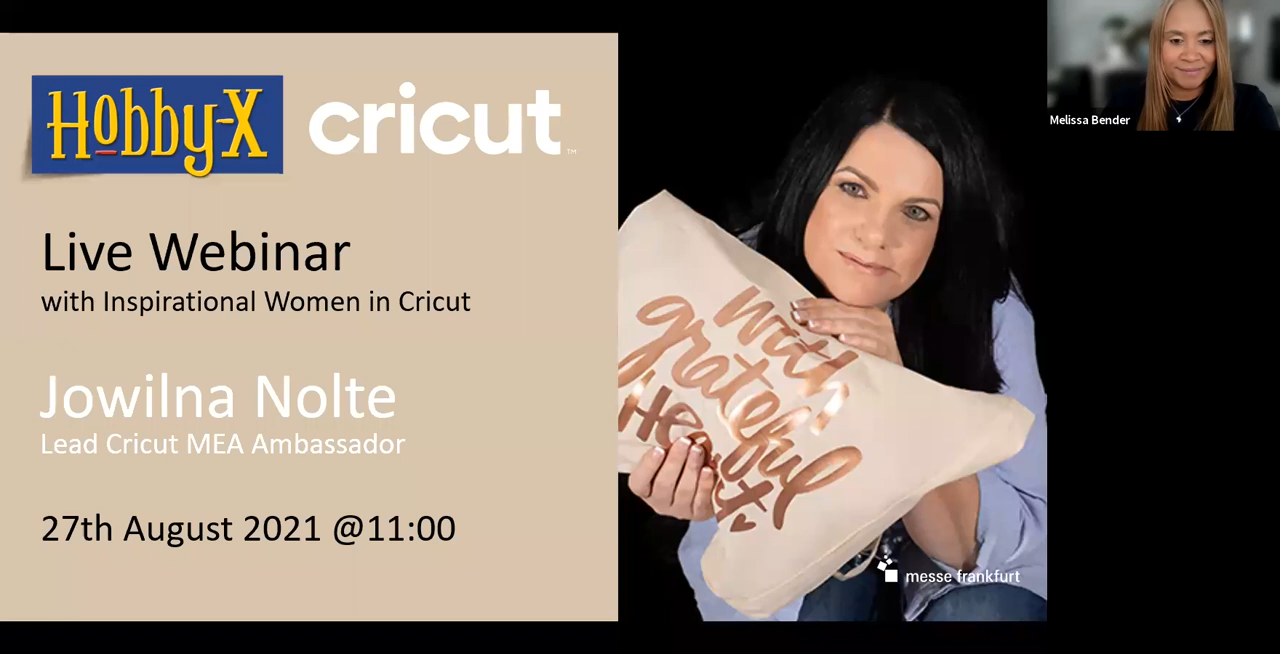 Hobby-X
cricut
™
Live Webinar
with Inspirational Women in Cricut
Jowilna Nolte
Lead Cricut MEA Ambassador
27th August 2021 @11:00
with
grateful
Heart
messe frankfurt
Melissa Bender